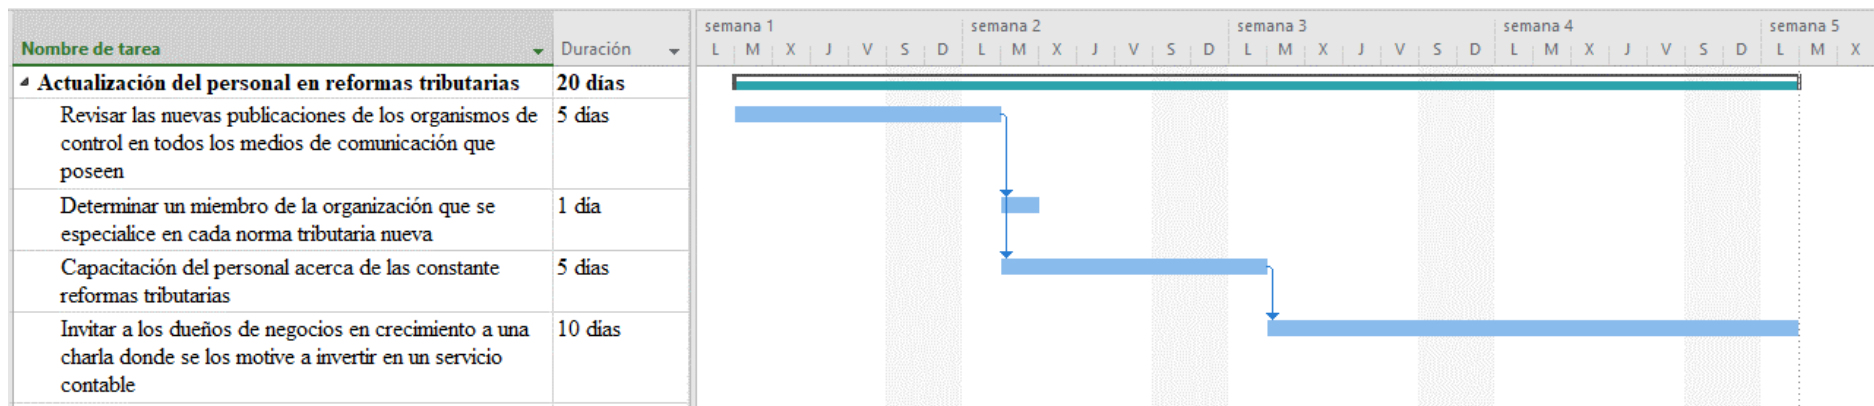 semana 1 semana 2 semana 3 semana 4 semana 5
Nombre de tarea Duración L M X J V S D L M X J V S D L M X J V S D L M X J V S D L M X
Actualización del personal en reformas tributarias 20 días
Revisar las nuevas publicaciones de los organismos de 5 días
control en todos los medios de comunicación que
poseen
Determinar un miembro de la organización que se 1 día
especialice en cada norma tributaria nueva
Capacitación del personal acerca de las constante 5 días
reformas tributarias
Invitar a los dueños de negocios en crecimiento a una 10 días
charla donde se los motive a invertir en un servicio
contable